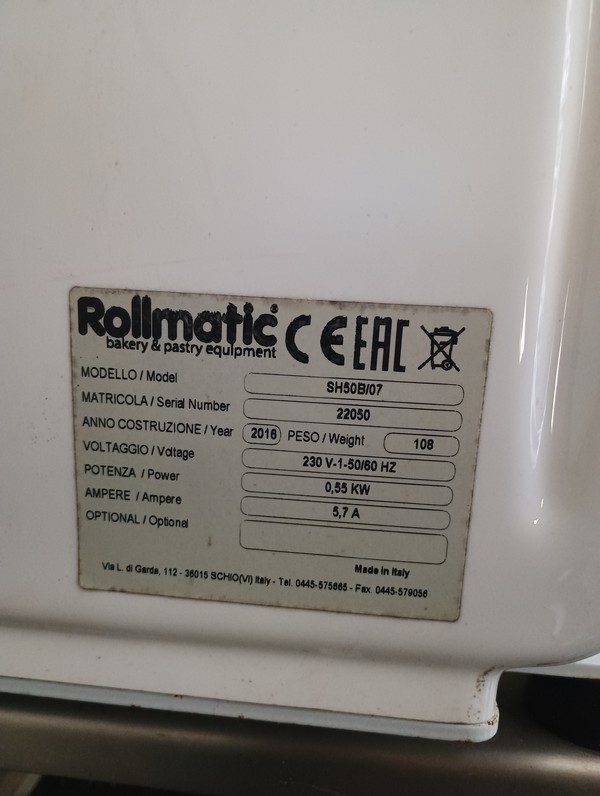 Rollmatic®
bakery & pastry equipment
CE EAC
MODELLO / Model SH50B/07
MATRICOLA / Serial Number 22050
ANNO COSTRUZIONE / Year 2016 PESO / Weight 108
VOLTAGGIO / Voltage 230 V-1-50/60 HZ
POTENZA / Power 0,55 KW
AMPERE / Ampere 5,7 A
OPTIONAL / Optional
Made in Italy
Via L. di Garda, 112 - 36015 SCHIO(VI) Italy - Tel. 0445-575665 - Fax. 0445-579056